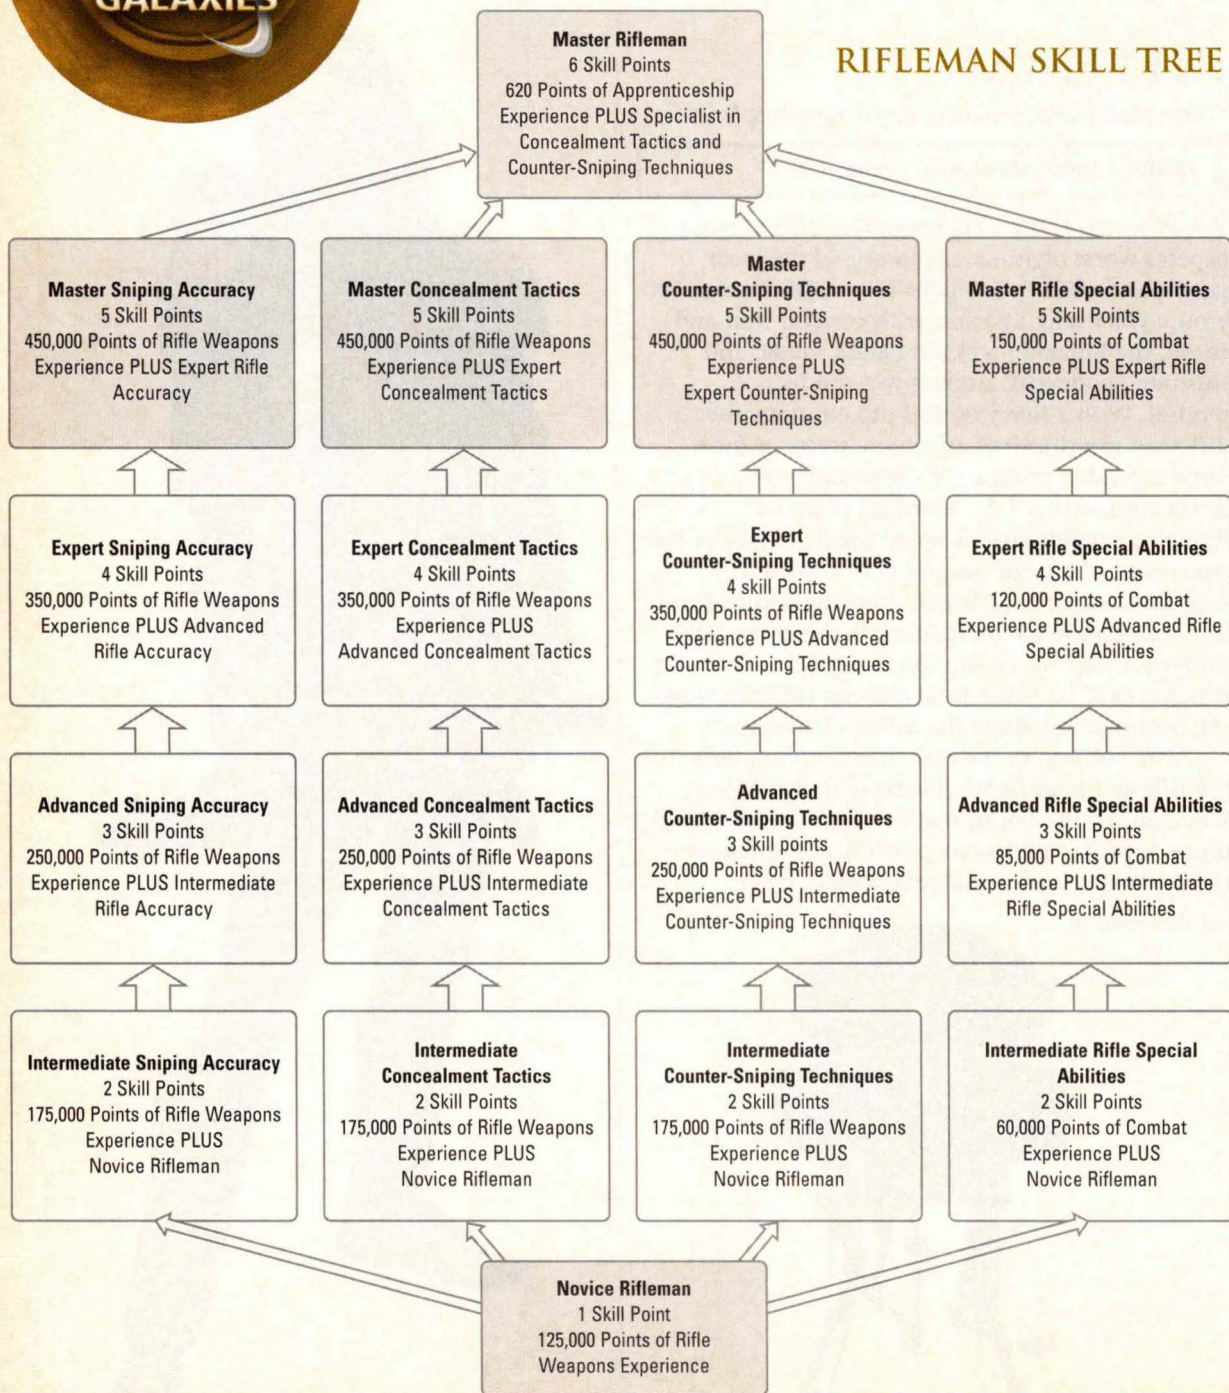 GALAXIES
RIFLEMAN SKILL TREE
Master Rifleman
6 Skill Points
620 Points of Apprenticeship
Experience PLUS Specialist in
Concealment Tactics and
Counter-Sniping Techniques
Master Sniping Accuracy
5 Skill Points
450,000 Points of Rifle Weapons
Experience PLUS Expert Rifle
Accuracy
Master Concealment Tactics
5 Skill Points
450,000 Points of Rifle Weapons
Experience PLUS Expert
Concealment Tactics
Master
Counter-Sniping Techniques
5 Skill Points
450,000 Points of Rifle Weapons
Experience PLUS
Expert Counter-Sniping
Techniques
Master Rifle Special Abilities
5 Skill Points
150,000 Points of Combat
Experience PLUS Expert Rifle
Special Abilities
Expert Sniping Accuracy
4 Skill Points
350,000 Points of Rifle Weapons
Experience PLUS Advanced
Rifle Accuracy
Expert Concealment Tactics
4 Skill Points
350,000 Points of Rifle Weapons
Experience PLUS
Advanced Concealment Tactics
Expert
Counter-Sniping Techniques
4 skill Points
350,000 Points of Rifle Weapons
Experience PLUS Advanced
Counter-Sniping Techniques
Expert Rifle Special Abilities
4 Skill Points
120,000 Points of Combat
Experience PLUS Advanced Rifle
Special Abilities
Advanced Sniping Accuracy
3 Skill Points
250,000 Points of Rifle Weapons
Experience PLUS Intermediate
Rifle Accuracy
Advanced Concealment Tactics
3 Skill Points
250,000 Points of Rifle Weapons
Experience PLUS Intermediate
Concealment Tactics
Advanced
Counter-Sniping Techniques
3 Skill points
250,000 Points of Rifle Weapons
Experience PLUS Intermediate
Counter-Sniping Techniques
Advanced Rifle Special Abilities
3 Skill Points
85,000 Points of Combat
Experience PLUS Intermediate
Rifle Special Abilities
Intermediate Sniping Accuracy
2 Skill Points
175,000 Points of Rifle Weapons
Experience PLUS
Novice Rifleman
Intermediate
Concealment Tactics
2 Skill Points
175,000 Points of Rifle Weapons
Experience PLUS
Novice Rifleman
Intermediate
Counter-Sniping Techniques
2 Skill Points
175,000 Points of Rifle Weapons
Experience PLUS
Novice Rifleman
Intermediate Rifle Special
Abilities
2 Skill Points
60,000 Points of Combat
Experience PLUS
Novice Rifleman
Novice Rifleman
1 Skill Point
125,000 Points of Rifle
Weapons Experience